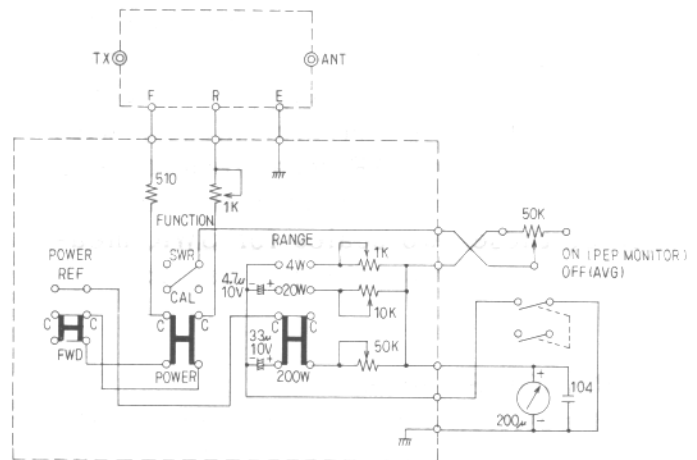 TX
ANT
F
R
E
510
1K
FUNCTION
SWR
CAL
POWER
REF
C
C
FWD
C
C
POWER
RANGE
4W
20W
200W
C
4.7μ
10V
- +
33μ
10V
- +
1K
10K
50K
50K
ON (PEP MONITOR)
OFF (AVG)
+
-
200μ
104